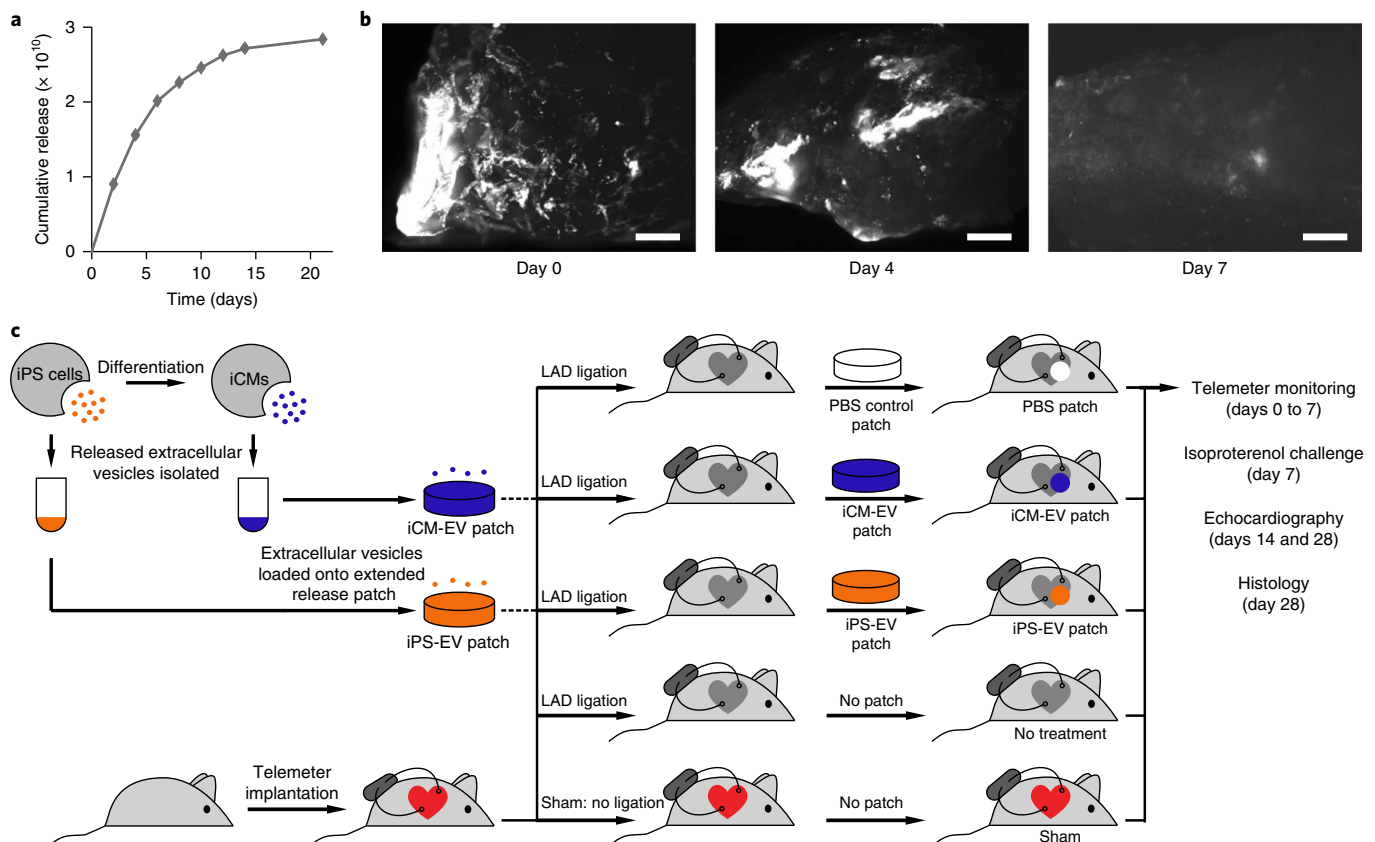 a
Cumulative release (× 10¹⁰)
3
2
1
0
0 5 10 15 20
Time (days)
b
Day 0
Day 4
Day 7
c
iPS cells
Differentiation
iCMs
Released extracellular
vesicles isolated
iCM-EV patch
Extracellular vesicles
loaded onto extended
release patch
iPS-EV patch
Telemeter
implantation
LAD ligation
PBS control
patch
PBS patch
LAD ligation
iCM-EV
patch
iCM-EV patch
LAD ligation
iPS-EV
patch
iPS-EV patch
LAD ligation
No patch
No treatment
Sham: no ligation
No patch
Sham
Telemeter monitoring
(days 0 to 7)
Isoproterenol challenge
(day 7)
Echocardiography
(days 14 and 28)
Histology
(day 28)